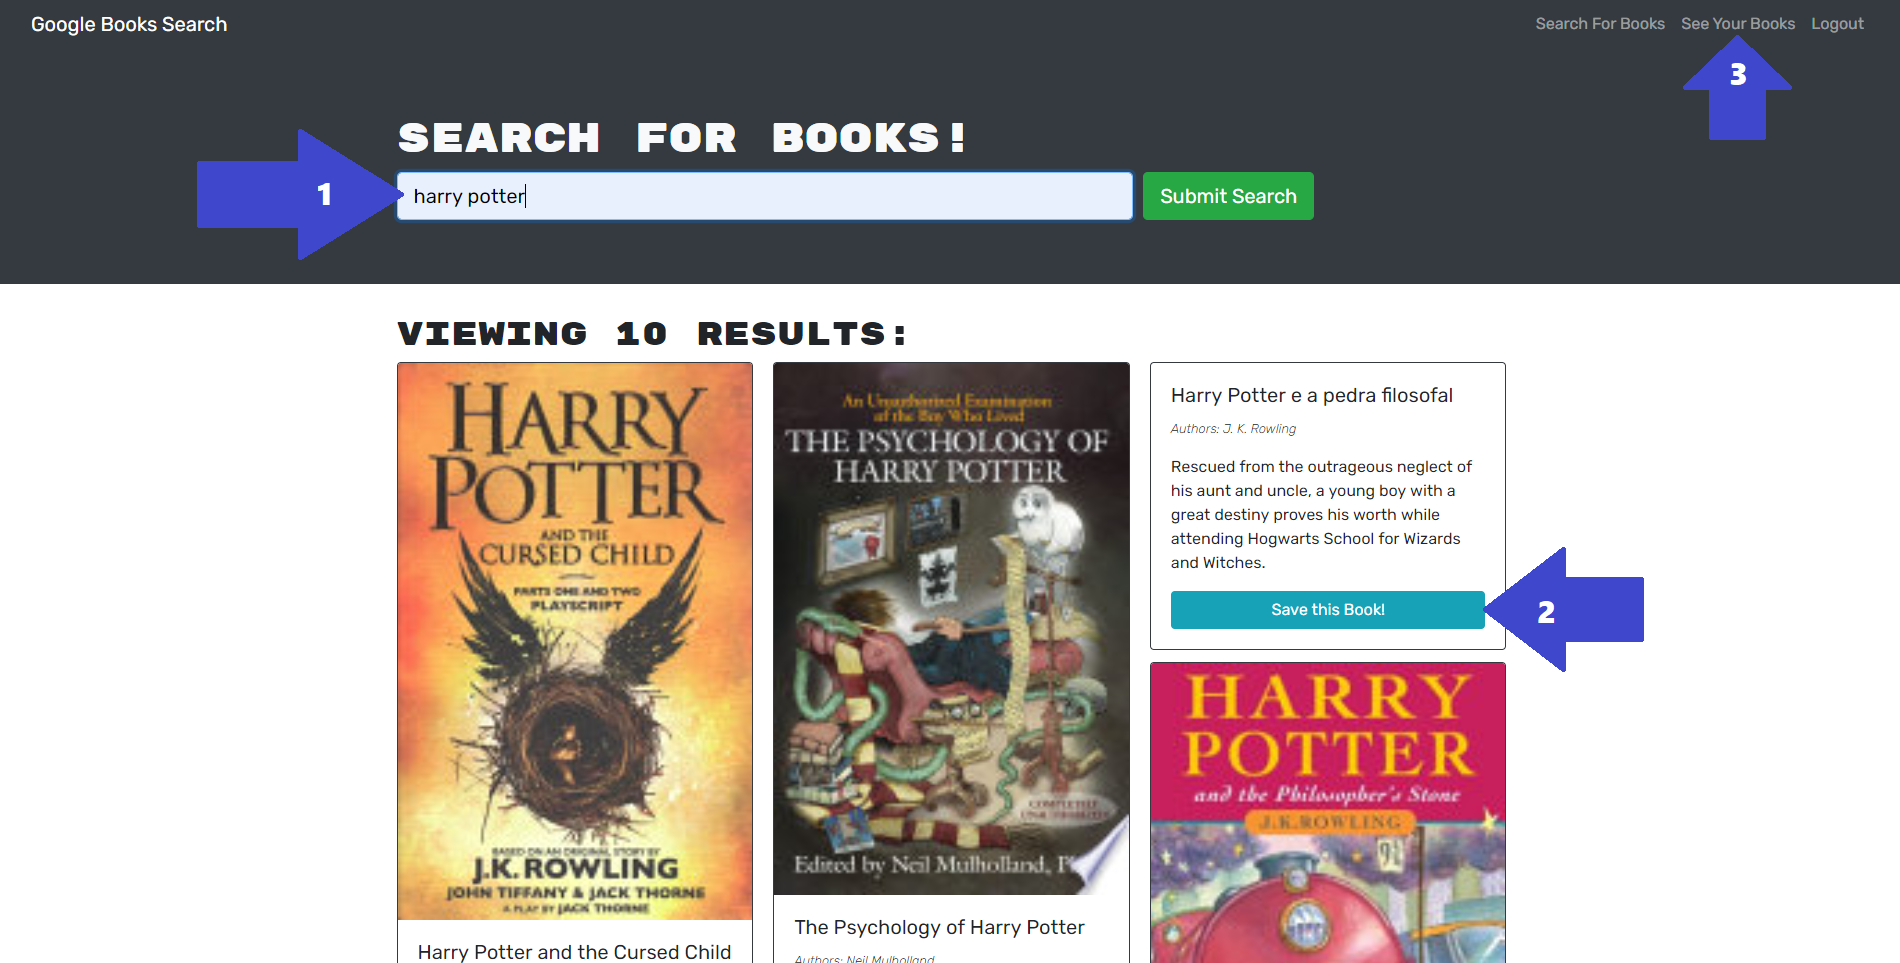 Google Books Search
Search For Books See Your Books Logout
3
SEARCH FOR BOOKS!
1
harry potter
Submit Search
VIEWING 10 RESULTS:
HARRY
POTTER
AND THE
CURSED CHILD
PARTS ONE AND TWO
PLAYSCRIPT
BASED ON AN ORIGINAL STORY BY
J.K. ROWLING
JOHN TIFFANY & JACK THORNE
A PLAY BY JACK THORNE
Harry Potter and the Cursed Child
An Unauthorized Examination
of the Boy Who Lived
THE PSYCHOLOGY OF
HARRY POTTER
COMPLETELY
UNAUTHORIZED
Edited by Neil Mulholland,
The Psychology of Harry Potter
Authors: Neil Mulholland
Harry Potter e a pedra filosofal
Authors: J. K. Rowling
Rescued from the outrageous neglect of
his aunt and uncle, a young boy with a
great destiny proves his worth while
attending Hogwarts School for Wizards
and Witches.
Save this Book!
2
HARRY
POTTER
and the Philosopher's Stone
J.K.ROWLING